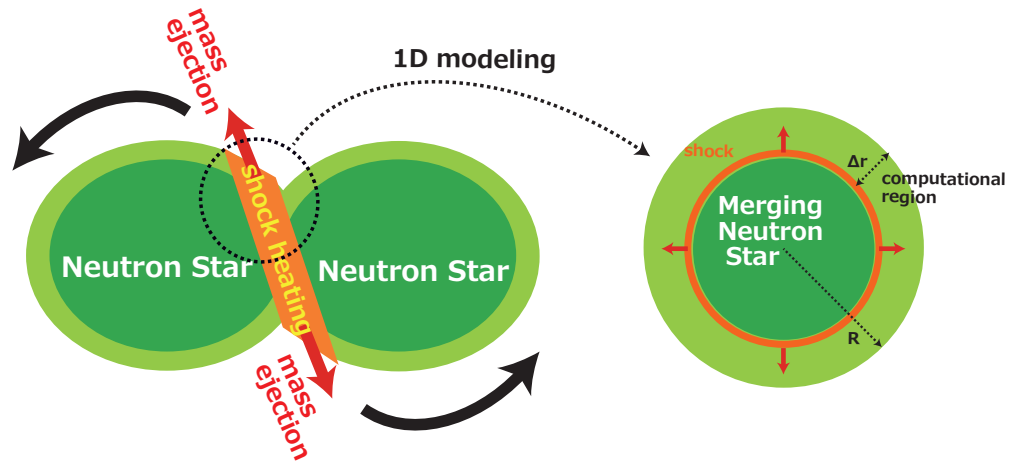 mass
ejection
1D modeling
shock heating
Neutron Star
Neutron Star
mass
ejection
shock
Δr
computational
region
Merging
Neutron
Star
R